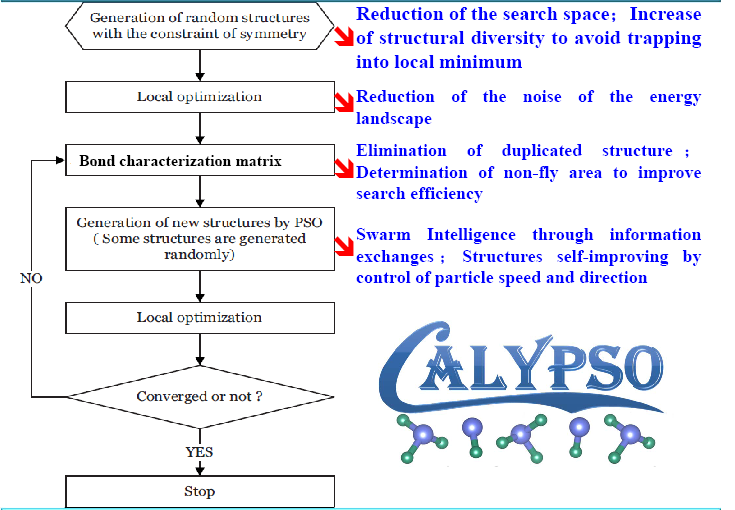 Generation of random structures
with the constraint of symmetry
Reduction of the search space；Increase
of structural diversity to avoid trapping
into local minimum
Local optimization
Reduction of the noise of the energy
landscape
Bond characterization matrix
Elimination of duplicated structure；
Determination of non-fly area to improve
search efficiency
Generation of new structures by PSO
( Some structures are generated
randomly)
Swarm Intelligence through information
exchanges；Structures self-improving by
control of particle speed and direction
NO
Local optimization
Converged or not ?
YES
Stop
CALYPSO